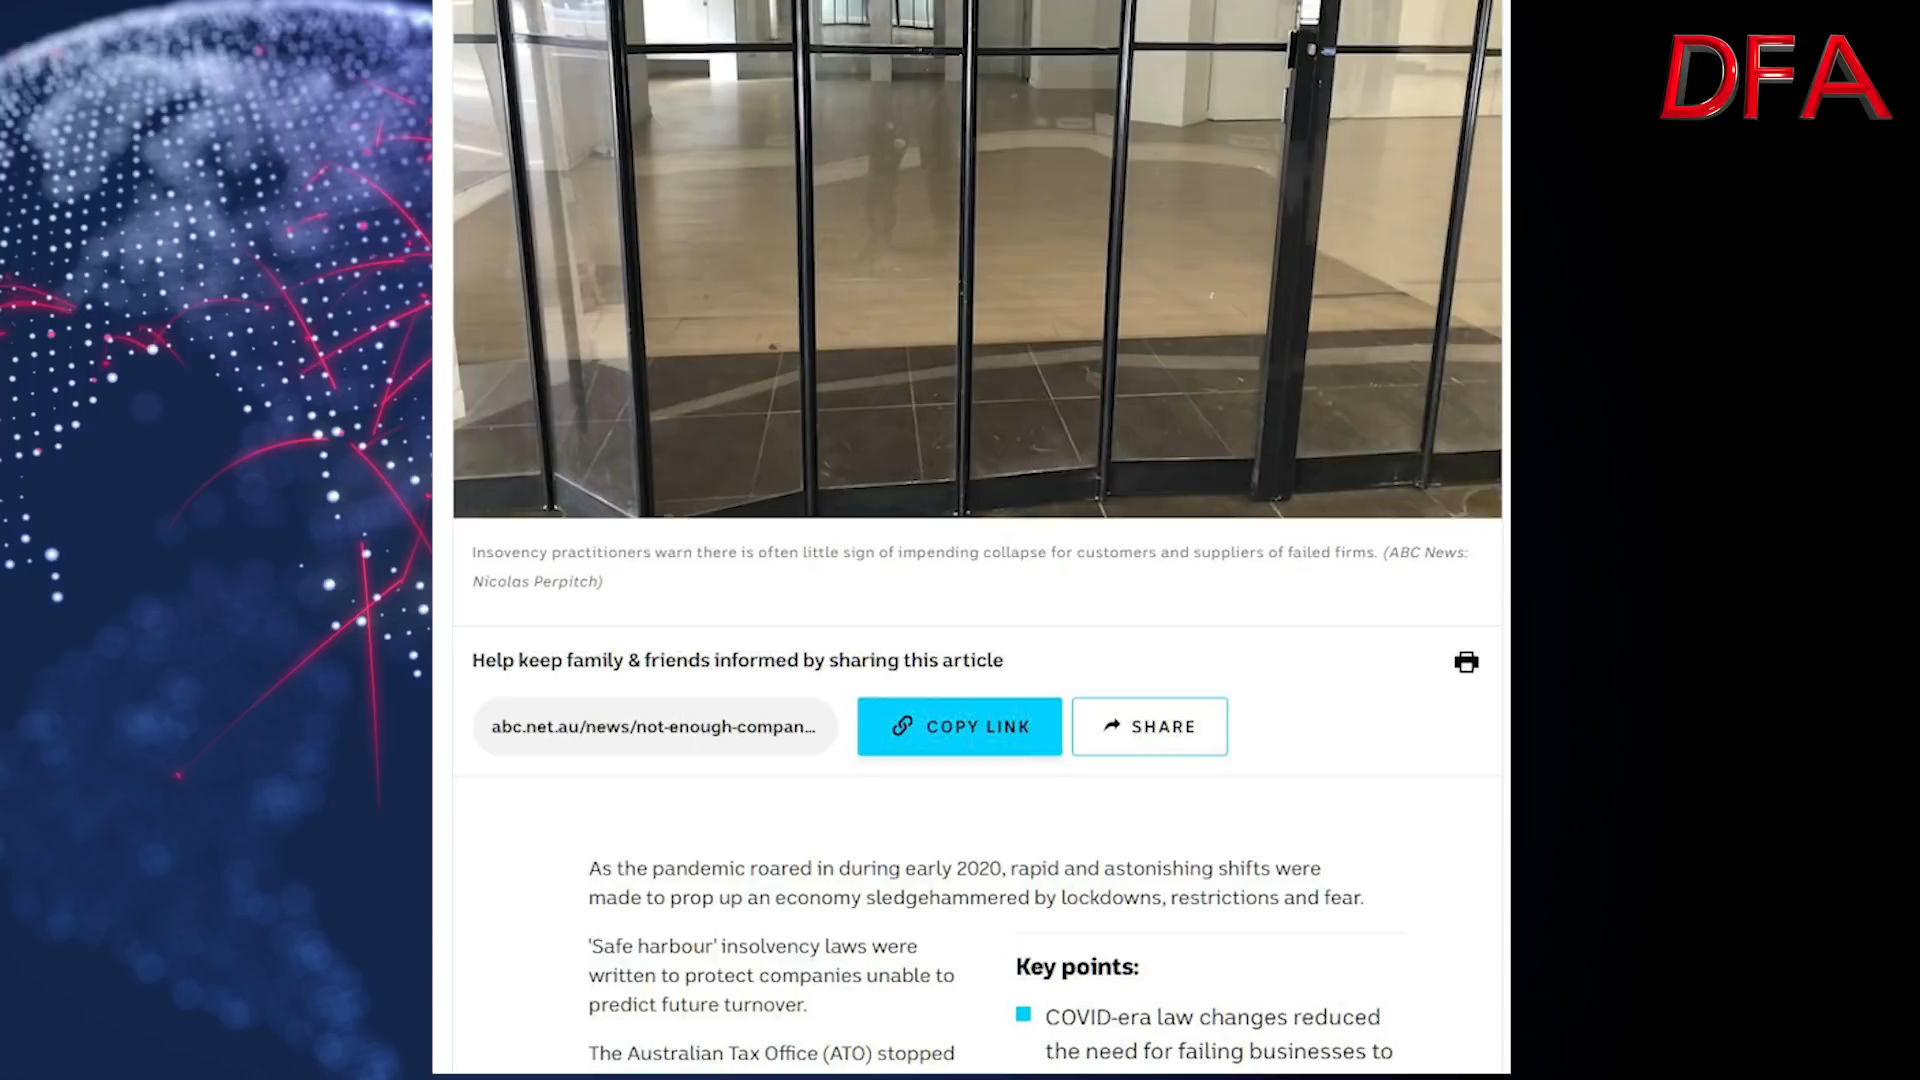 DFA
Insovency practitioners warn there is often little sign of impending collapse for customers and suppliers of failed firms. (ABC News:
Nicolas Perpitch)
Help keep family & friends informed by sharing this article
abc.net.au/news/not-enough-compan...
COPY LINK
SHARE
As the pandemic roared in during early 2020, rapid and astonishing shifts were
made to prop up an economy sledgehammered by lockdowns, restrictions and fear.
'Safe harbour' insolvency laws were
written to protect companies unable to
predict future turnover.
The Australian Tax Office (ATO) stopped
Key points:
COVID-era law changes reduced
the need for failing businesses to